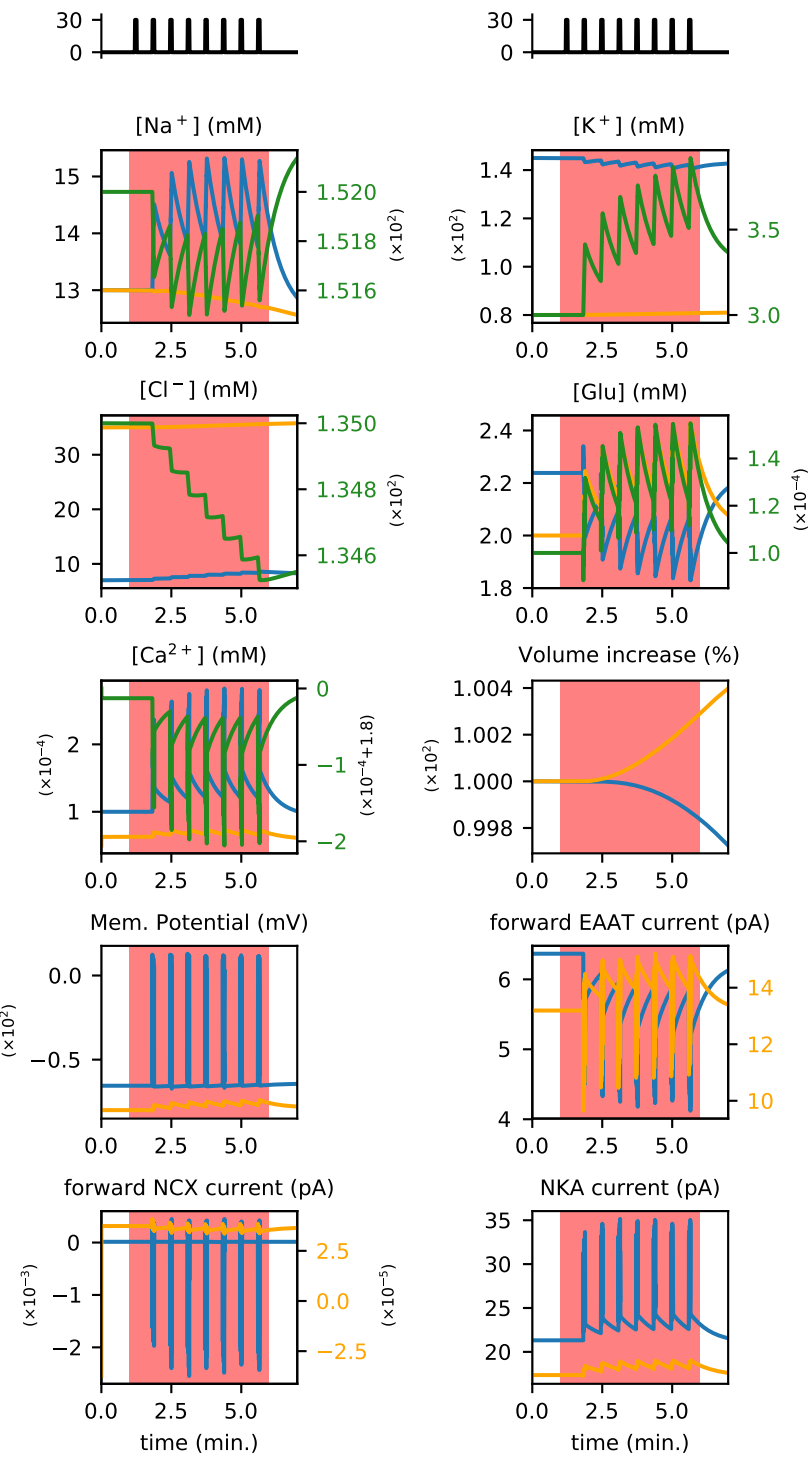 30 30
0 0
[Na⁺] (mM) [K⁺] (mM)
15 14 13 1.520 1.518 1.516 (×10²) (×10²) 1.4 1.2 1.0 0.8 3.5 3.0
0.0 2.5 5.0 0.0 2.5 5.0
[Cl⁻] (mM) [Glu] (mM)
30 20 10 1.350 1.348 1.346 (×10²) 2.4 2.2 2.0 1.8 1.4 1.2 1.0 (×10⁻⁴)
0.0 2.5 5.0 0.0 2.5 5.0
[Ca²⁺] (mM) Volume increase (%)
(×10⁻⁴) 2 1 0 −1 −2 (×10⁻⁴+1.8) (×10²) 1.004 1.002 1.000 0.998
0.0 2.5 5.0 0.0 2.5 5.0
Mem. Potential (mV) forward EAAT current (pA)
(×10²) 0.0 −0.5 6 5 4 14 12 10
0.0 2.5 5.0 0.0 2.5 5.0
forward NCX current (pA) NKA current (pA)
(×10⁻³) 0 −1 −2 2.5 0.0 −2.5 (×10⁻⁵) 35 30 25 20
0.0 2.5 5.0 0.0 2.5 5.0
time (min.) time (min.)